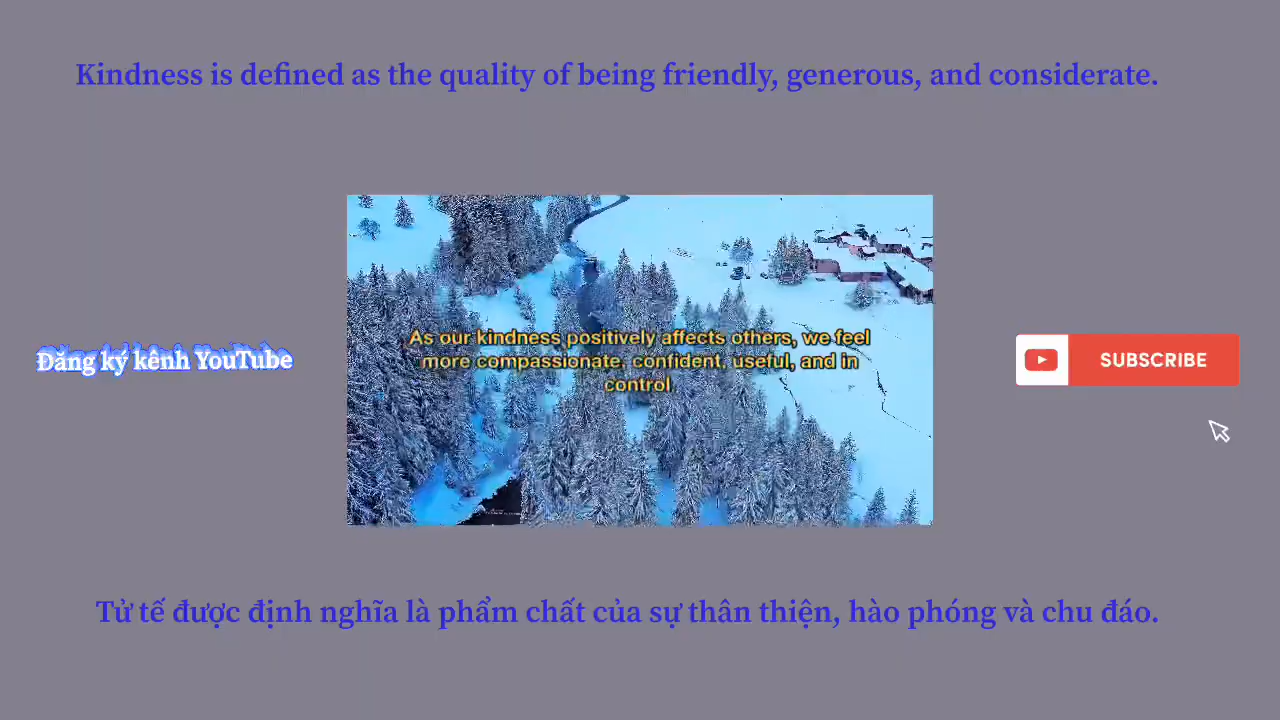 Kindness is defined as the quality of being friendly, generous, and considerate.
As our kindness positively affects others, we feel
more compassionate, confident, useful, and in
control.
Đăng ký kênh YouTube
SUBSCRIBE
Tử tế được định nghĩa là phẩm chất của sự thân thiện, hào phóng và chu đáo.